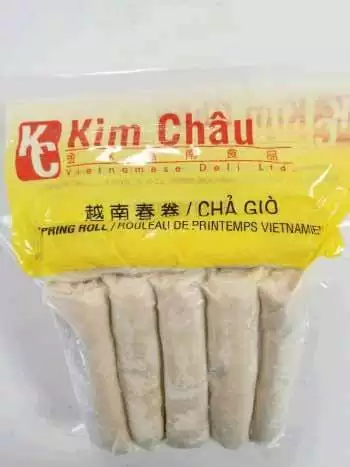 KC Kim Châu
Vietnamese Deli Ltd.
越南春卷/CHẢ GIÒ
SPRING ROLL/ROULEAU DE PRINTEMPS VIETNAMIEN